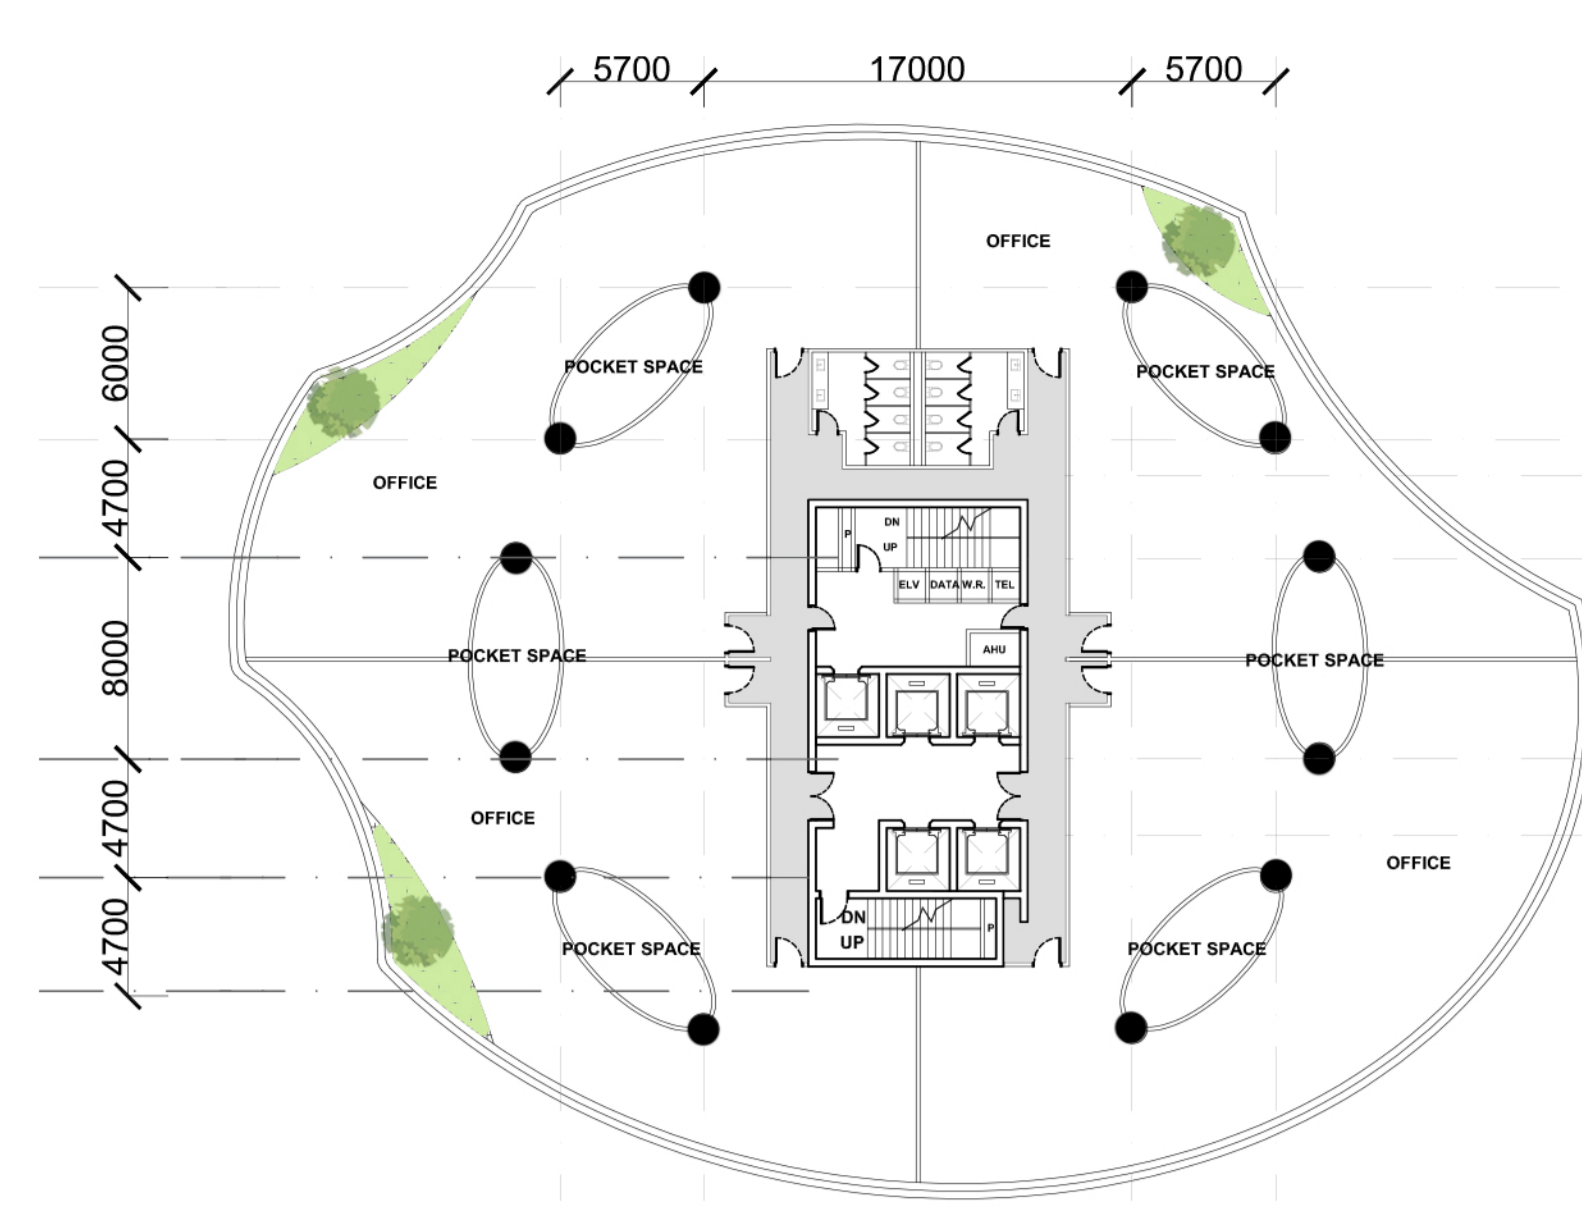 5700 17000 5700
OFFICE
6000
POCKET SPACE
POCKET SPACE
4700
OFFICE
P
DN
UP
ELV DATA W.R. TEL
8000
POCKET SPACE
AHU
POCKET SPACE
4700
OFFICE
OFFICE
4700
DN
UP
P
POCKET SPACE
POCKET SPACE